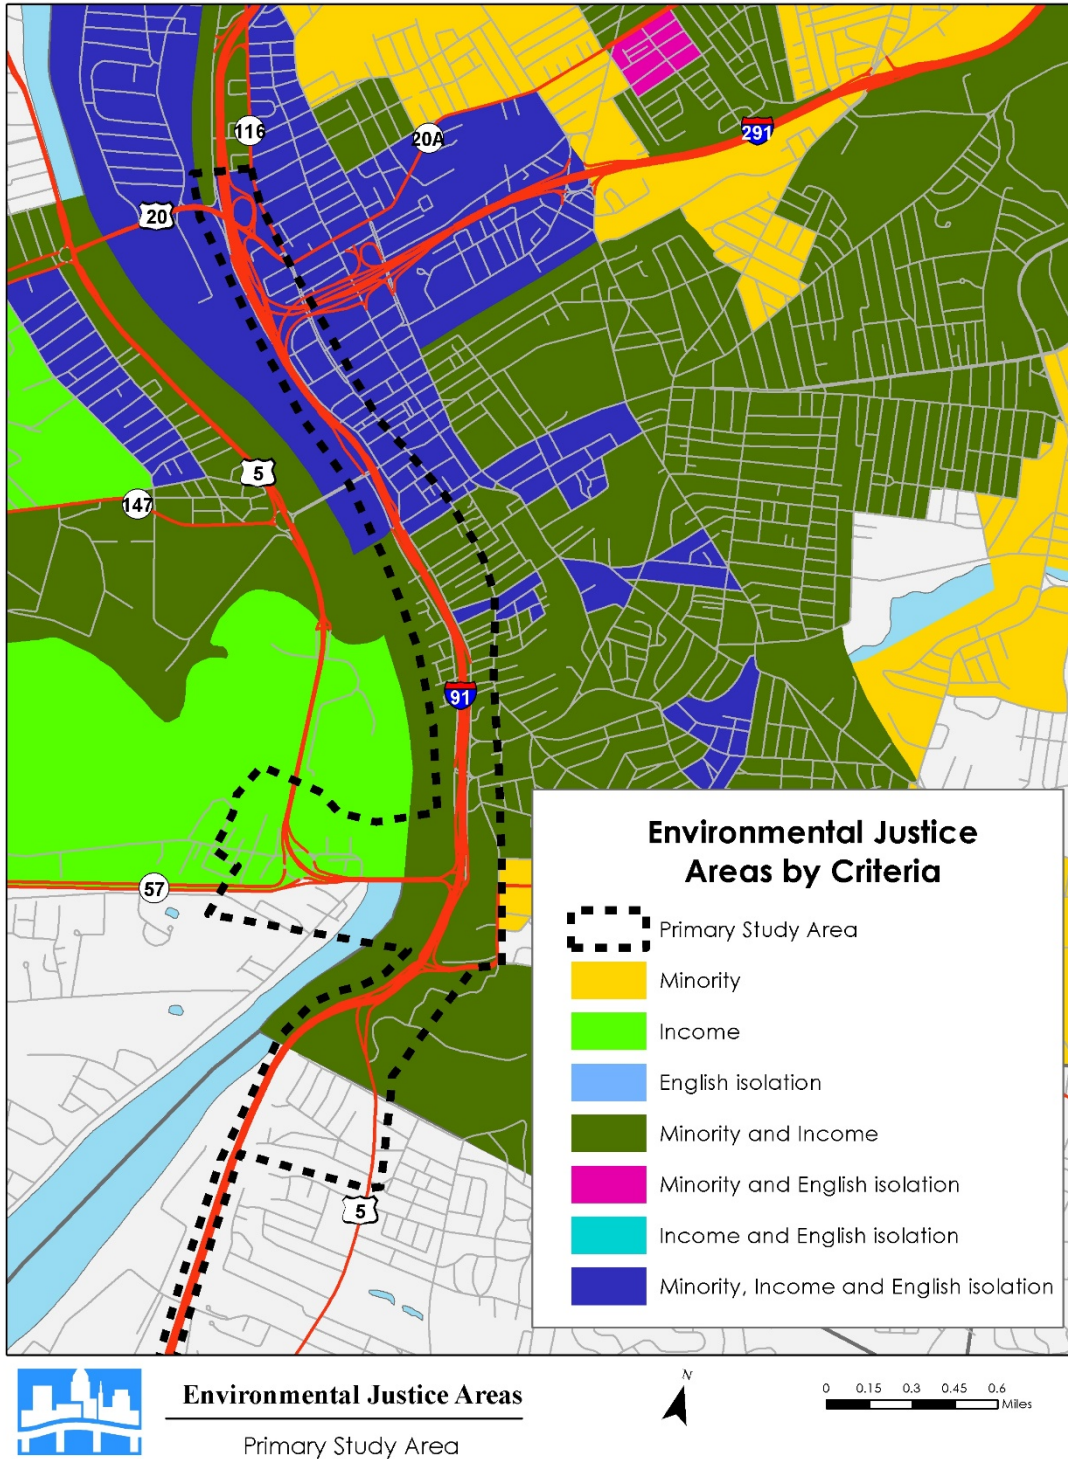 116
20A
291
20
5
147
91
57
5
Environmental Justice
Areas by Criteria
Primary Study Area
Minority
Income
English isolation
Minority and Income
Minority and English isolation
Income and English isolation
Minority, Income and English isolation
Environmental Justice Areas
Primary Study Area
N
0 0.15 0.3 0.45 0.6
Miles